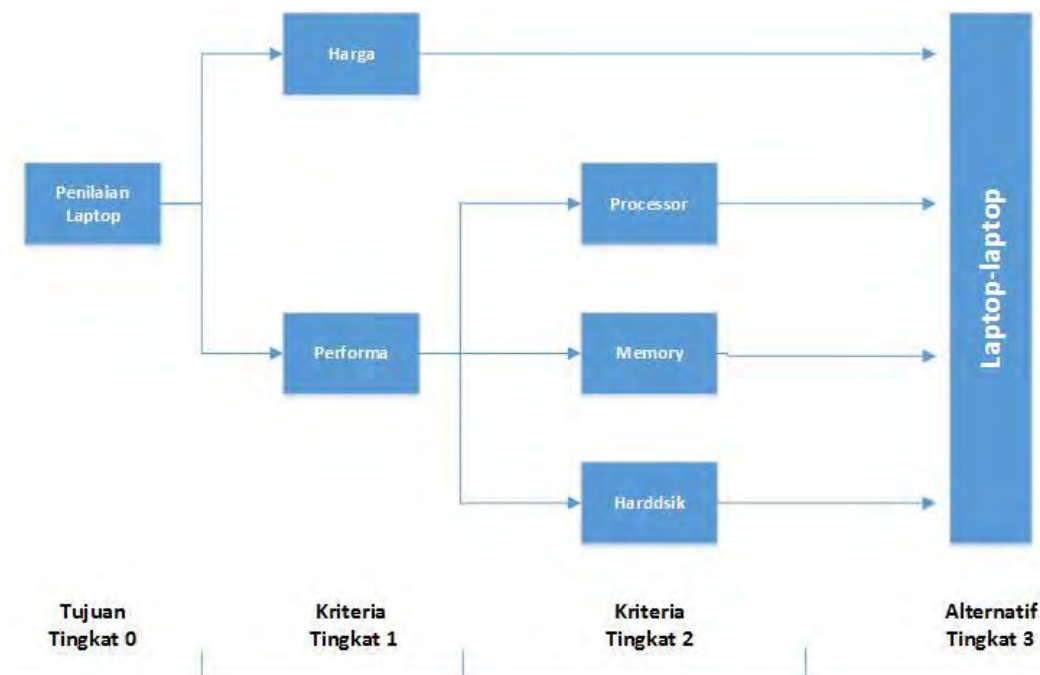 Harga
Penilaian
Laptop
Processor
Performa
Memory
Harddsik
Laptop-laptop
Tujuan
Tingkat 0
Kriteria
Tingkat 1
Kriteria
Tingkat 2
Alternatif
Tingkat 3